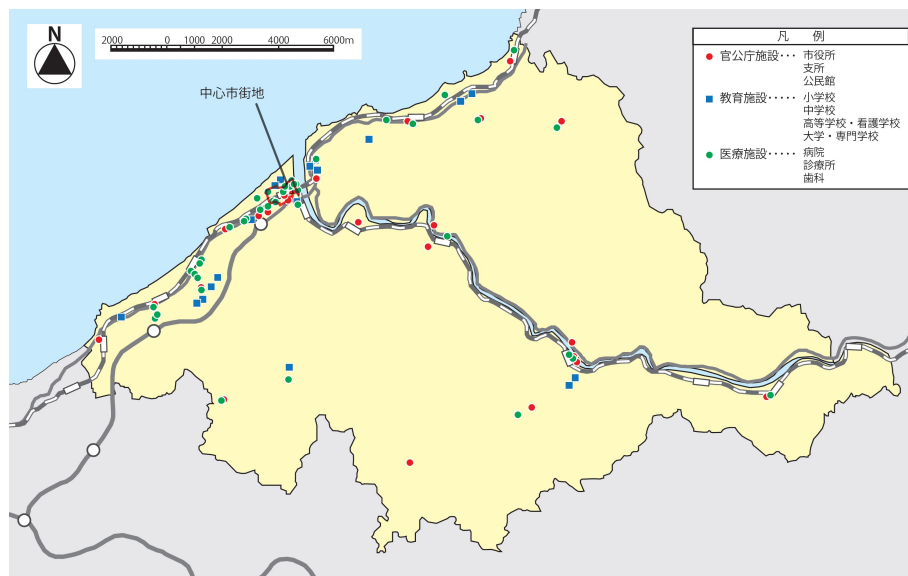 N
2000 0 1000 2000 4000 6000m
中心市街地
凡 例
官公庁施設‥‥ 市役所
支所
公民館
教育施設‥‥‥ 小学校
中学校
高等学校・看護学校
大学・専門学校
医療施設‥‥‥ 病院
診療所
歯科